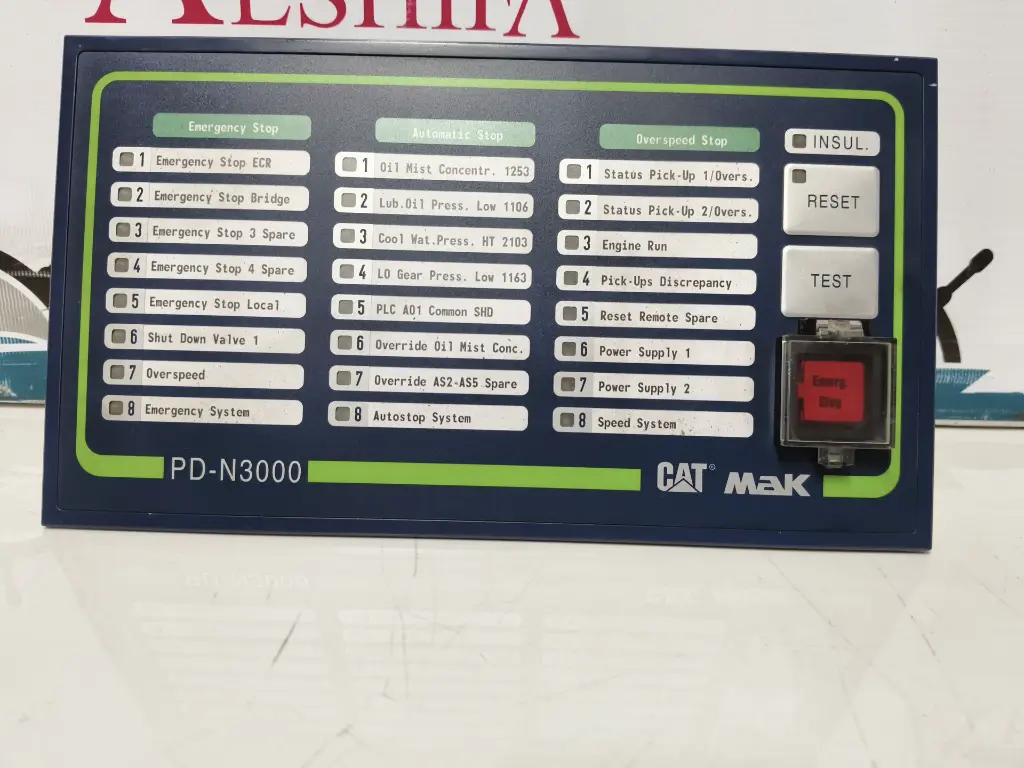 ALSHIFA
Emergency Stop
1 Emergency Stop ECR
2 Emergency Stop Bridge
3 Emergency Stop 3 Spare
4 Emergency Stop 4 Spare
5 Emergency Stop Local
6 Shut Down Valve 1
7 Overspeed
8 Emergency System
Automatic Stop
1 Oil Mist Concentr. 1253
2 Lub.Oil Press. Low 1106
3 Cool Wat.Press. HT 2103
4 LO Gear Press. Low 1163
5 PLC A01 Common SHD
6 Override Oil Mist Conc.
7 Override AS2-AS5 Spare
8 Autostop System
Overspeed Stop
1 Status Pick-Up 1/Overs.
2 Status Pick-Up 2/Overs.
3 Engine Run
4 Pick-Ups Discrepancy
5 Reset Remote Spare
6 Power Supply 1
7 Power Supply 2
8 Speed System
INSUL.
RESET
TEST
Emerg.
Stop
PD-N3000
CAT® MaK